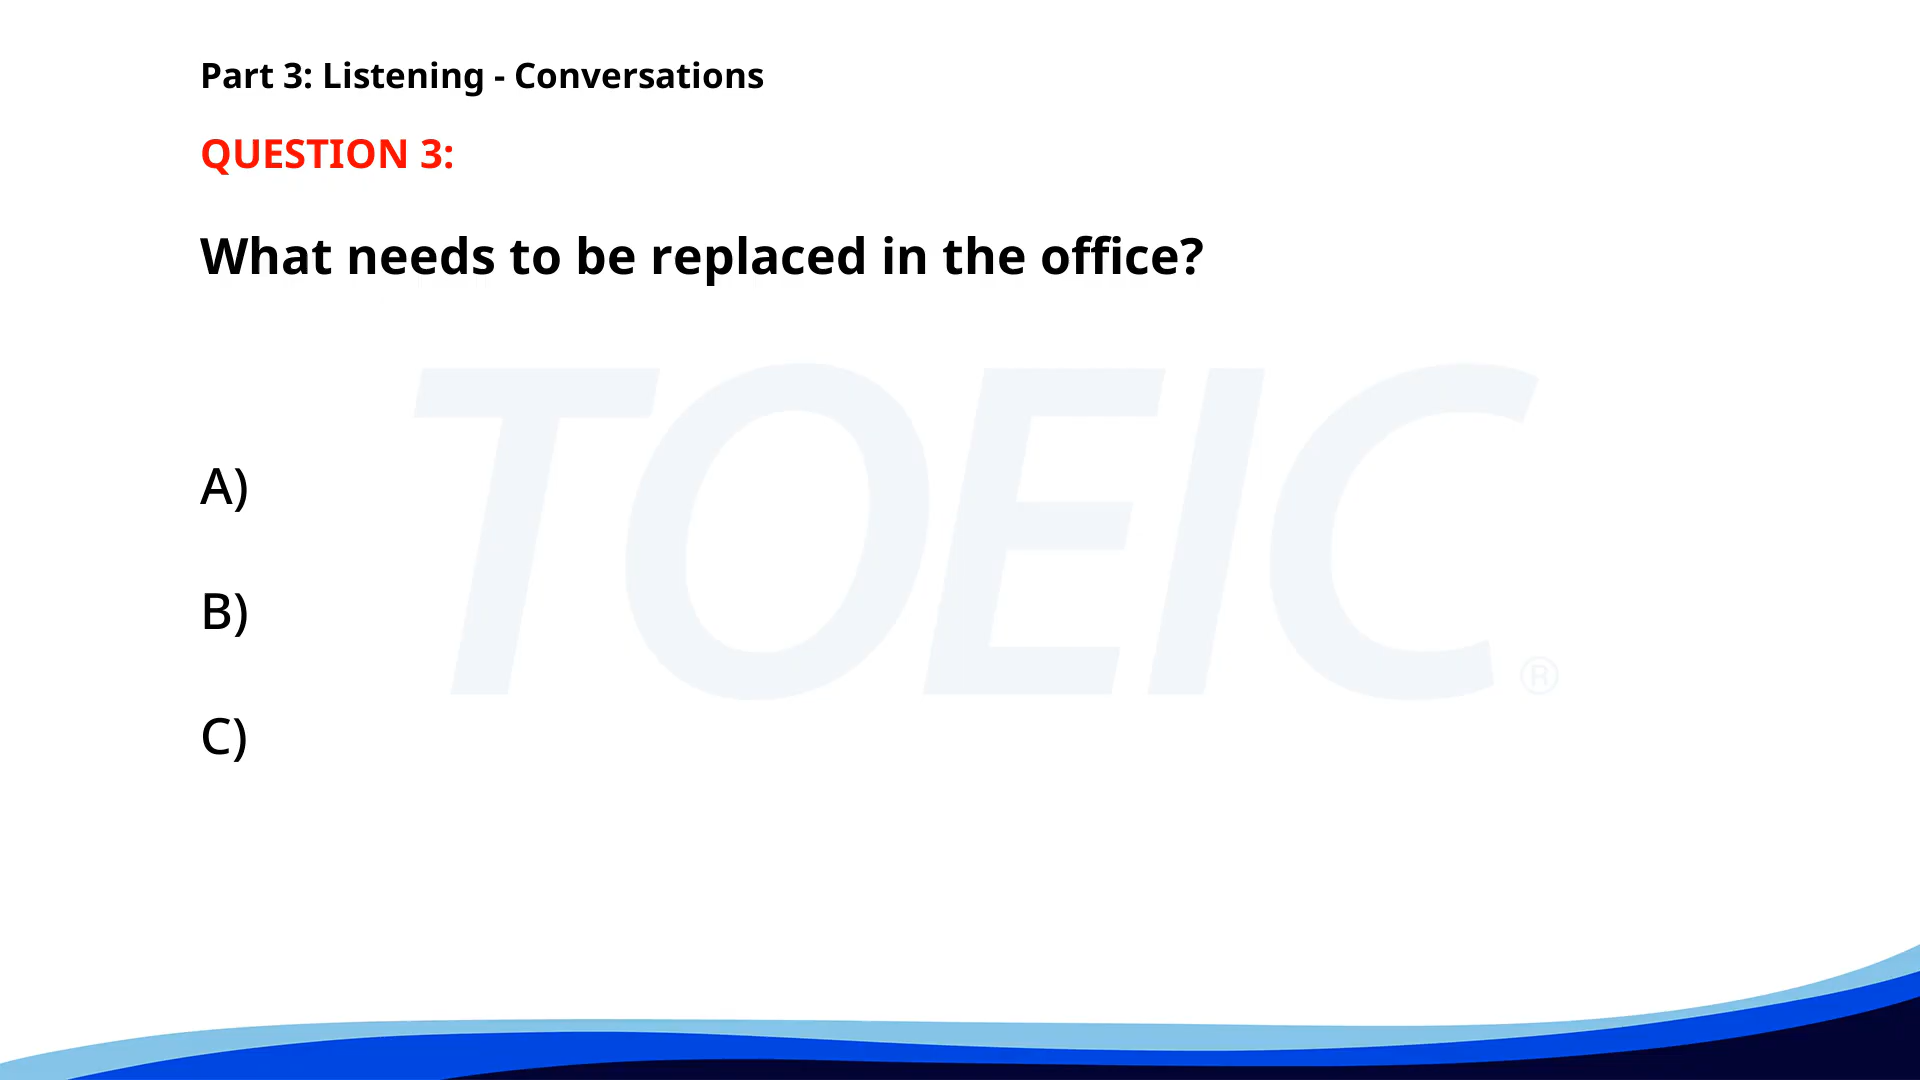 Part 3: Listening - Conversations
QUESTION 3:
What needs to be replaced in the office?
TOEIC®
A)
B)
C)